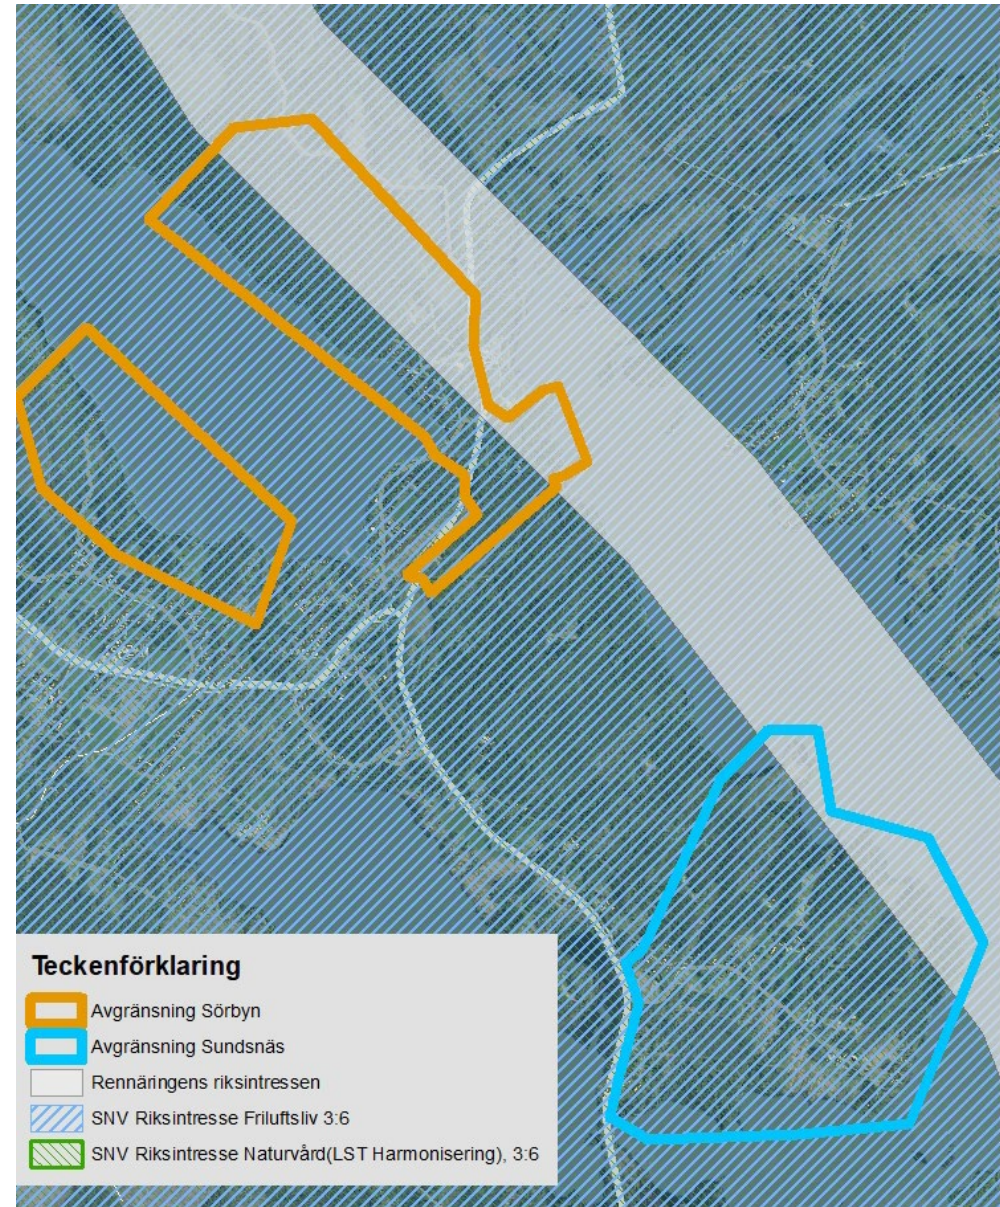 Teckenförklaring
Avgränsning Sörbyn
Avgränsning Sundsnäs
Rennäringens riksintressen
SNV Riksintresse Friluftsliv 3:6
SNV Riksintresse Naturvård(LST Harmonisering), 3:6